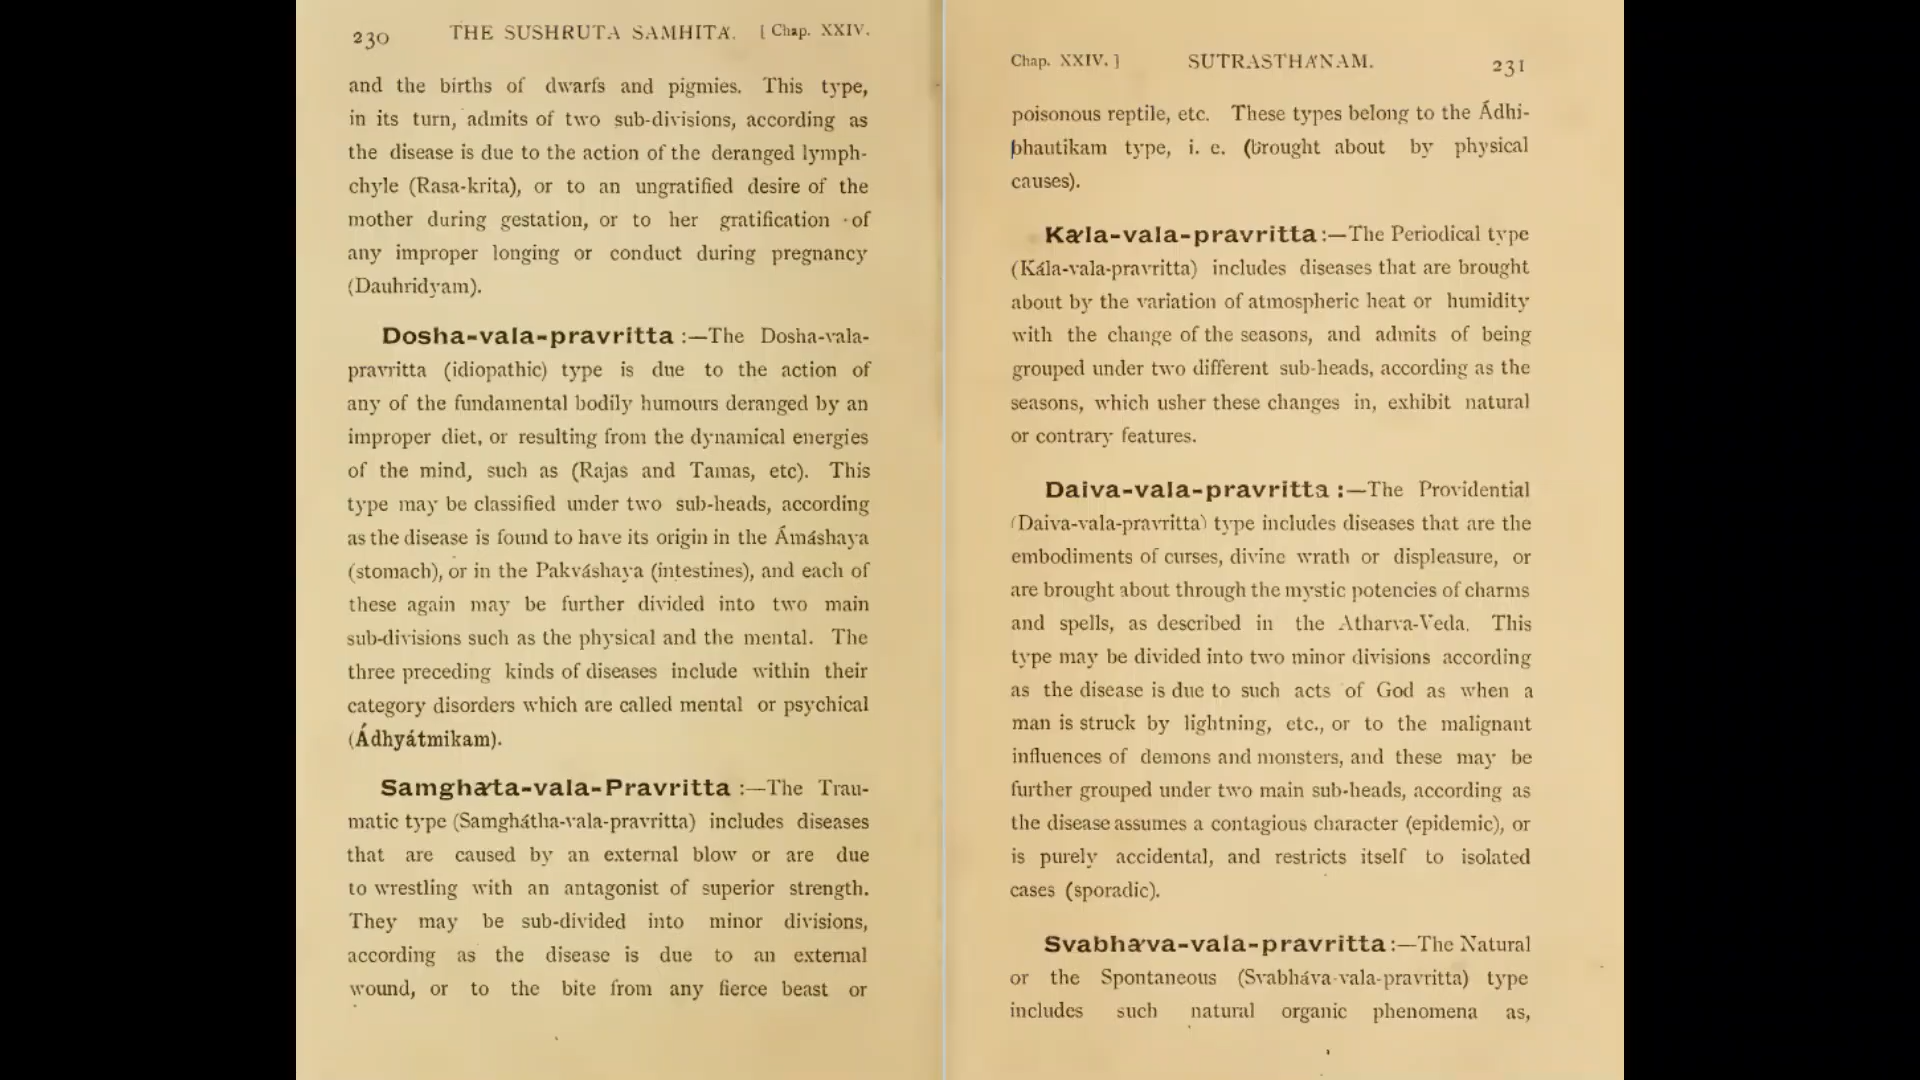 230 THE SUSHRUTA SAMHITÁ. [ Chap. XXIV.
and the births of dwarfs and pigmies. This type,
in its turn, admits of two sub-divisions, according as
the disease is due to the action of the deranged lymph-
chyle (Rasa-krita), or to an ungratified desire of the
mother during gestation, or to her gratification of
any improper longing or conduct during pregnancy
(Dauhridyam).
Dosha-vala-pravritta :—The Dosha-vala-
pravritta (idiopathic) type is due to the action of
any of the fundamental bodily humours deranged by an
improper diet, or resulting from the dynamical energies
of the mind, such as (Rajas and Tamas, etc). This
type may be classified under two sub-heads, according
as the disease is found to have its origin in the Ámáshaya
(stomach), or in the Pakváshaya (intestines), and each of
these again may be further divided into two main
sub-divisions such as the physical and the mental. The
three preceding kinds of diseases include within their
category disorders which are called mental or psychical
(Ádhyátmikam).
Samgháta-vala-Pravritta :—The Trau-
matic type (Samghátha-vala-pravritta) includes diseases
that are caused by an external blow or are due
to wrestling with an antagonist of superior strength.
They may be sub-divided into minor divisions,
according as the disease is due to an external
wound, or to the bite from any fierce beast or
Chap. XXIV. ] SUTRASTHÁNAM. 231
poisonous reptile, etc. These types belong to the Ádhi-
bhautikam type, i. e. (brought about by physical
causes).
Kála-vala-pravritta :—The Periodical type
(Kála-vala-pravritta) includes diseases that are brought
about by the variation of atmospheric heat or humidity
with the change of the seasons, and admits of being
grouped under two different sub-heads, according as the
seasons, which usher these changes in, exhibit natural
or contrary features.
Daiva-vala-pravritta :—The Providential
(Daiva-vala-pravritta) type includes diseases that are the
embodiments of curses, divine wrath or displeasure, or
are brought about through the mystic potencies of charms
and spells, as described in the Atharva-Veda. This
type may be divided into two minor divisions according
as the disease is due to such acts of God as when a
man is struck by lightning, etc., or to the malignant
influences of demons and monsters, and these may be
further grouped under two main sub-heads, according as
the disease assumes a contagious character (epidemic), or
is purely accidental, and restricts itself to isolated
cases (sporadic).
Svabháva-vala-pravritta :—The Natural
or the Spontaneous (Svabháva-vala-pravritta) type
includes such natural organic phenomena as,